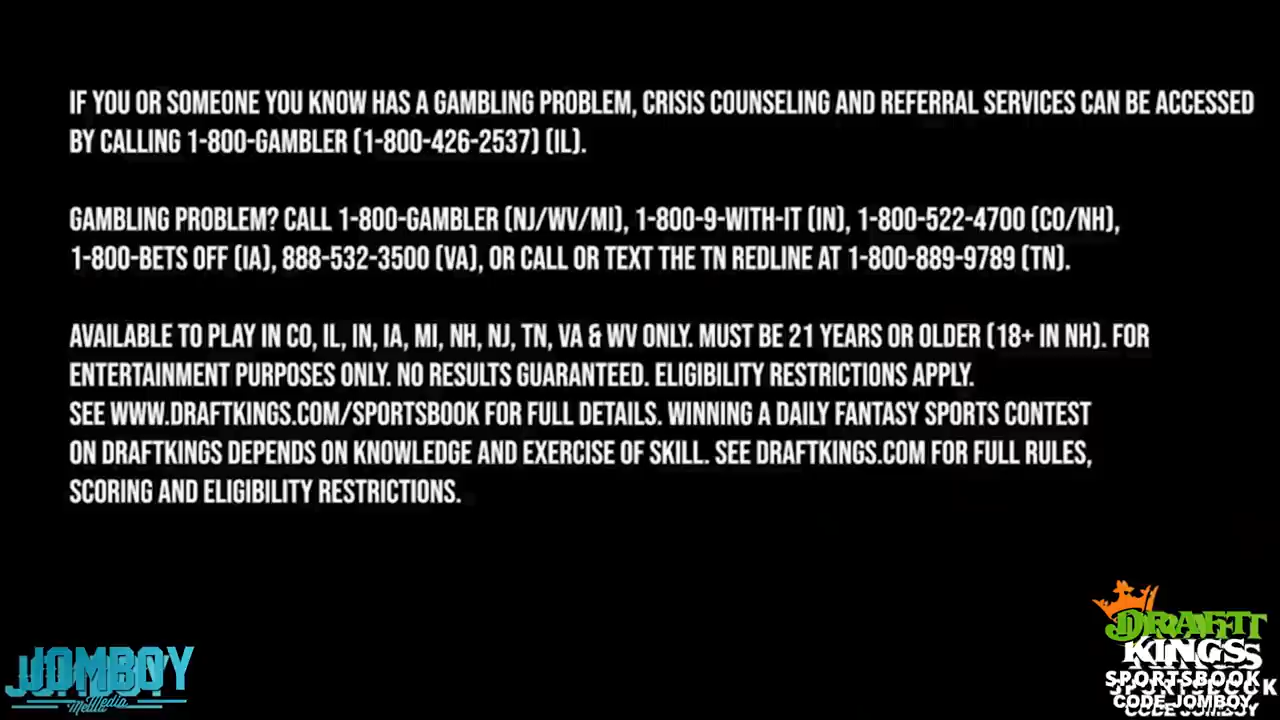 IF YOU OR SOMEONE YOU KNOW HAS A GAMBLING PROBLEM, CRISIS COUNSELING AND REFERRAL SERVICES CAN BE ACCESSED
BY CALLING 1-800-GAMBLER (1-800-426-2537) (IL).
GAMBLING PROBLEM? CALL 1-800-GAMBLER (NJ/WV/MI), 1-800-9-WITH-IT (IN), 1-800-522-4700 (CO/NH),
1-800-BETS OFF (IA), 888-532-3500 (VA), OR CALL OR TEXT THE TN REDLINE AT 1-800-889-9789 (TN).
AVAILABLE TO PLAY IN CO, IL, IN, IA, MI, NH, NJ, TN, VA & WV ONLY. MUST BE 21 YEARS OR OLDER (18+ IN NH). FOR
ENTERTAINMENT PURPOSES ONLY. NO RESULTS GUARANTEED. ELIGIBILITY RESTRICTIONS APPLY.
SEE WWW.DRAFTKINGS.COM/SPORTSBOOK FOR FULL DETAILS. WINNING A DAILY FANTASY SPORTS CONTEST
ON DRAFTKINGS DEPENDS ON KNOWLEDGE AND EXERCISE OF SKILL. SEE DRAFTKINGS.COM FOR FULL RULES,
SCORING AND ELIGIBILITY RESTRICTIONS.
JOMBOY
Media
DRAFT
KINGS
SPORTSBOOK
CODE JOMBOY